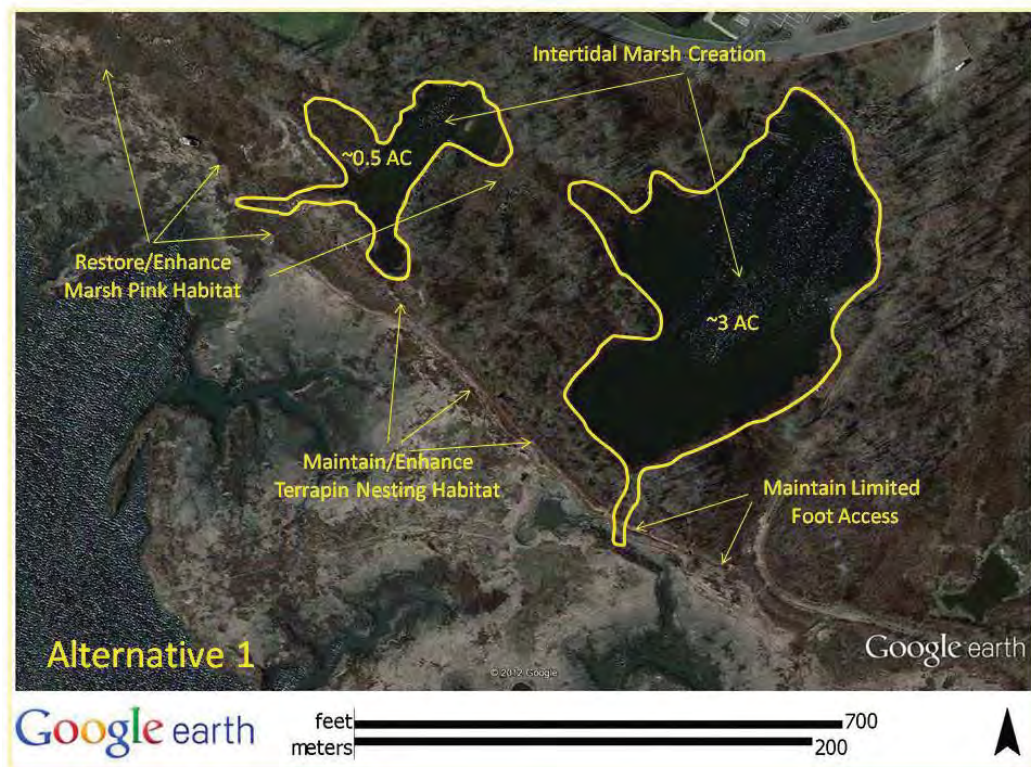 Intertidal Marsh Creation
~0.5 AC
Restore/Enhance
Marsh Pink Habitat
~3 AC
Maintain/Enhance
Terrapin Nesting Habitat
Maintain Limited
Foot Access
Alternative 1
Google earth
© 2012 Google
Google earth
feet 700
meters 200